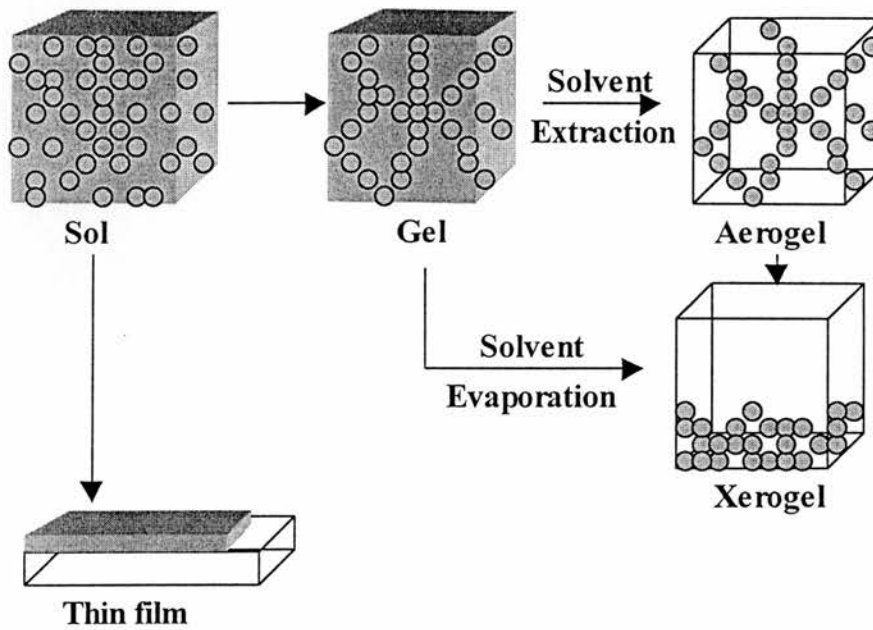 Solvent
Extraction
Sol
Gel
Aerogel
Solvent
Evaporation
Xerogel
Thin film